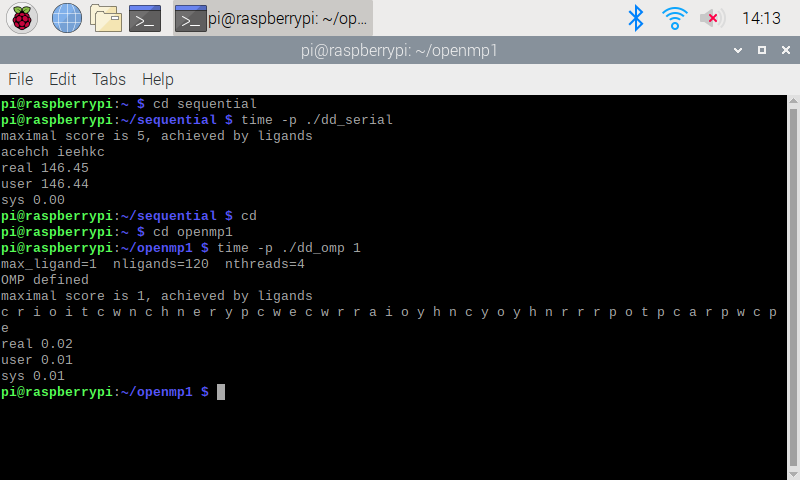 pi@raspberrypi: ~/op...
14:13
pi@raspberrypi: ~/openmp1
File Edit Tabs Help
pi@raspberrypi:~ $ cd sequential
pi@raspberrypi:~/sequential $ time -p ./dd_serial
maximal score is 5, achieved by ligands
acehch ieehkc
real 146.45
user 146.44
sys 0.00
pi@raspberrypi:~/sequential $ cd
pi@raspberrypi:~ $ cd openmp1
pi@raspberrypi:~/openmp1 $ time -p ./dd_omp 1
max_ligand=1  nligands=120  nthreads=4
OMP defined
maximal score is 1, achieved by ligands
c r i o i t c w n c h n e r y p c w e c w r r a i o y h n c y o y h n r r r p o t p c a r p w c p
e
real 0.02
user 0.01
sys 0.01
pi@raspberrypi:~/openmp1 $